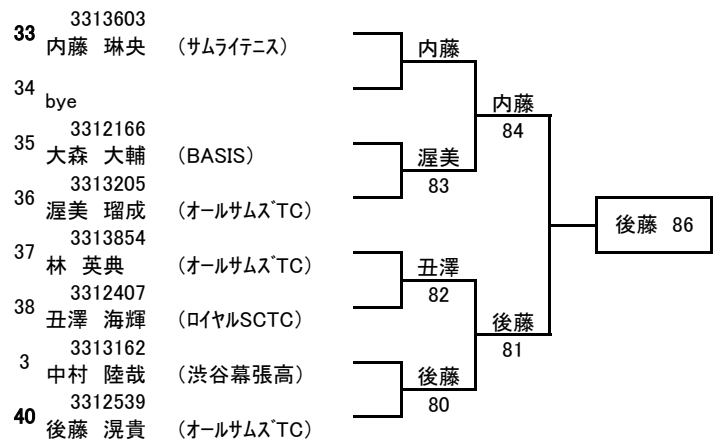 3313603
33 内藤 琳央 （サムライテニス）
34 bye
3312166
35 大森 大輔 （BASIS）
3313205
36 渥美 瑠成 （オールサムズTC）
3313854
37 林 英典 （オールサムズTC）
3312407
38 丑澤 海輝 （ロイヤルSCTC）
3313162
3 中村 陸哉 （渋谷幕張高）
3312539
40 後藤 滉貴 （オールサムズTC）
内藤
渥美
83
丑澤
82
後藤
80
内藤
84
後藤
81
後藤 86